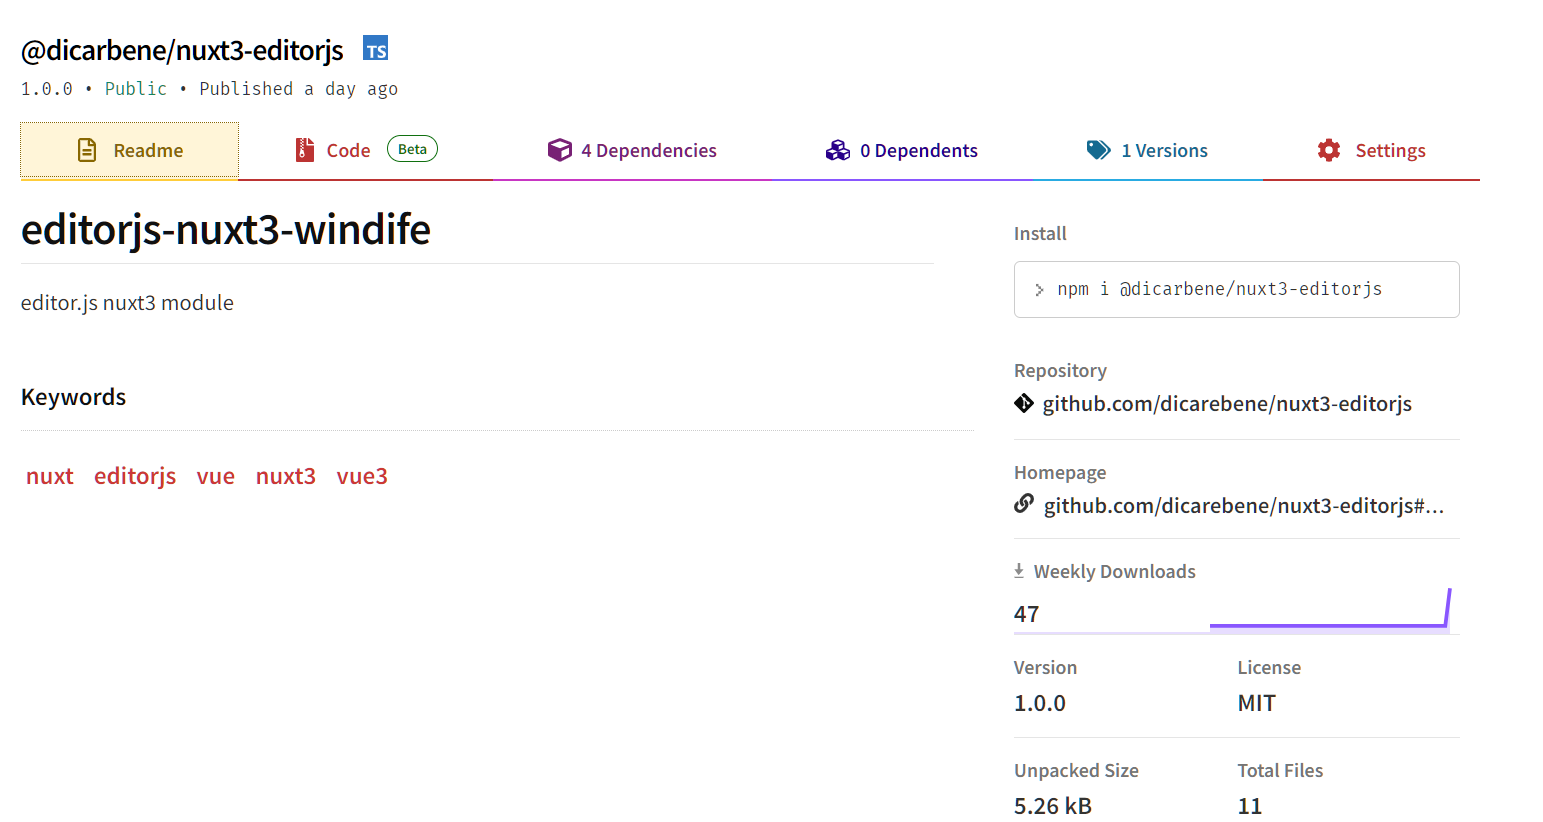 @dicarbene/nuxt3-editorjs TS
1.0.0 • Public • Published a day ago
Readme Code Beta 4 Dependencies 0 Dependents 1 Versions Settings
editorjs-nuxt3-windife
editor.js nuxt3 module
Keywords
nuxt editorjs vue nuxt3 vue3
Install
> npm i @dicarbene/nuxt3-editorjs
Repository
github.com/dicarebene/nuxt3-editorjs
Homepage
github.com/dicarebene/nuxt3-editorjs#...
Weekly Downloads
47
Version License
1.0.0 MIT
Unpacked Size Total Files
5.26 kB 11